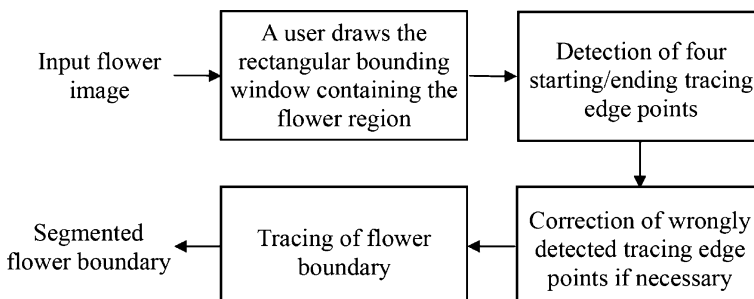 Input flower
image
A user draws the
rectangular bounding
window containing the
flower region
Detection of four
starting/ending tracing
edge points
Correction of wrongly
detected tracing edge
points if necessary
Tracing of flower
boundary
Segmented
flower boundary